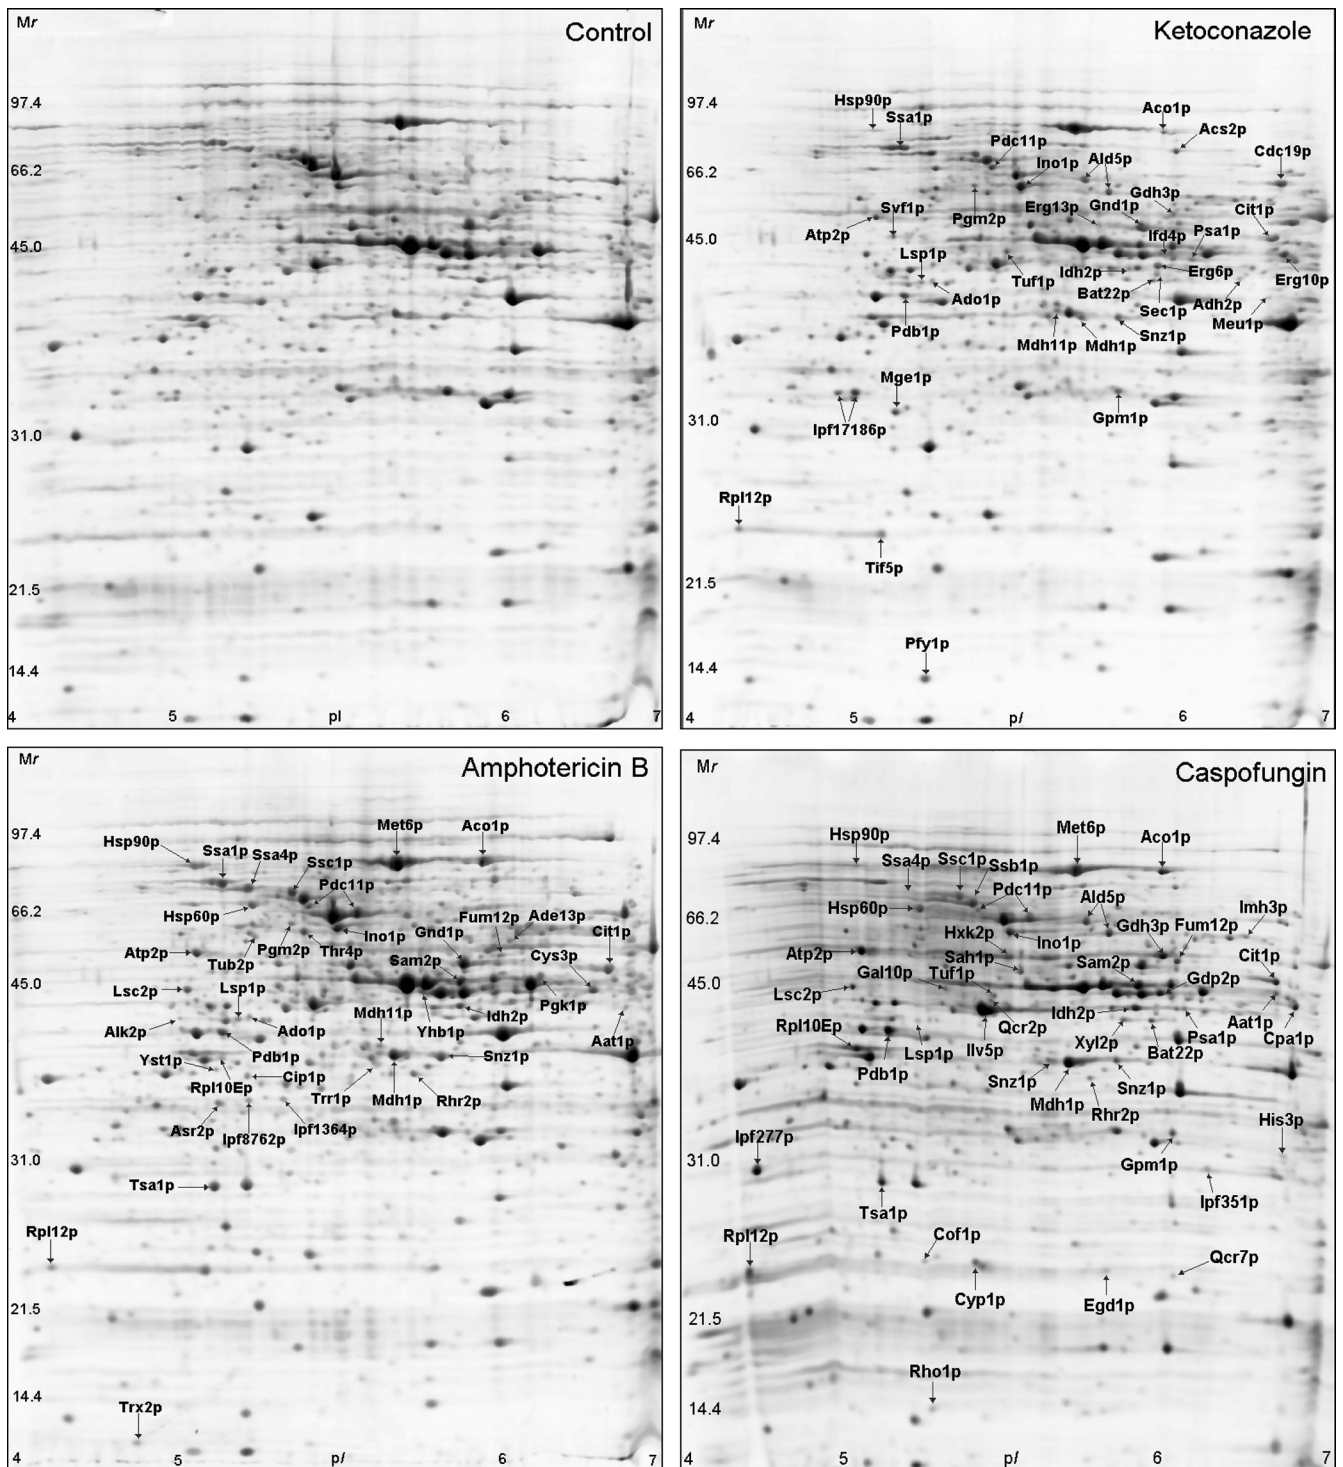 Mr
Control
97.4
66.2
45.0
31.0
21.5
14.4
4
5
pI
6
7
Mr
Ketoconazole
97.4
Hsp90p
Aco1p
Ssa1p
Acs2p
Pdc11p
Cdc19p
66.2
Ino1p
Ald5p
Gdh3p
Svf1p
Pgm2p
Erg13p
Gnd1p
Cit1p
Atp2p
45.0
Ifd4p
Psa1p
Lsp1p
Tuf1p
Idh2p
Erg6p
Erg10p
Ado1p
Bat22p
Adh2p
Sec1p
Meu1p
Pdb1p
Mdh11p
Mdh1p
Snz1p
Mge1p
Gpm1p
Ipf17186p
31.0
Rpl12p
Tif5p
21.5
Pfy1p
14.4
4
5
pI
6
7
Mr
Amphotericin B
97.4
Met6p
Aco1p
Hsp90p
Ssa1p
Ssa4p
Ssc1p
Pdc11p
66.2
Hsp60p
Fum12p
Ade13p
Ino1p
Gnd1p
Cit1p
Atp2p
Tub2p
Pgm2p
Thr4p
Sam2p
Cys3p
45.0
Lsc2p
Lsp1p
Pgk1p
Mdh11p
Idh2p
Alk2p
Ado1p
Yhb1p
Aat1p
Pdb1p
Snz1p
Yst1p
Rpl10Ep
Cip1p
Trr1p
Mdh1p
Rhr2p
Asr2p
Ipf8762p
Ipf1364p
31.0
Tsa1p
Rpl12p
21.5
14.4
Trx2p
4
5
pI
6
7
Mr
Caspofungin
97.4
Hsp90p
Met6p
Aco1p
Ssa4p
Ssc1p
Ssb1p
Pdc11p
Ald5p
66.2
Hsp60p
Imh3p
Hxk2p
Ino1p
Gdh3p
Fum12p
Atp2p
Sah1p
Sam2p
Cit1p
Gal10p
Tuf1p
Gdp2p
45.0
Lsc2p
Idh2p
Rpl10Ep
Qcr2p
Psa1p
Aat1p
Cpa1p
Pdb1p
Lsp1p
Ilv5p
Xyl2p
Bat22p
Snz1p
Snz1p
Mdh1p
Rhr2p
His3p
Ipf277p
31.0
Gpm1p
Tsa1p
Ipf351p
Rpl12p
Cof1p
Qcr7p
Cyp1p
Egd1p
21.5
Rho1p
14.4
4
5
pI
6
7